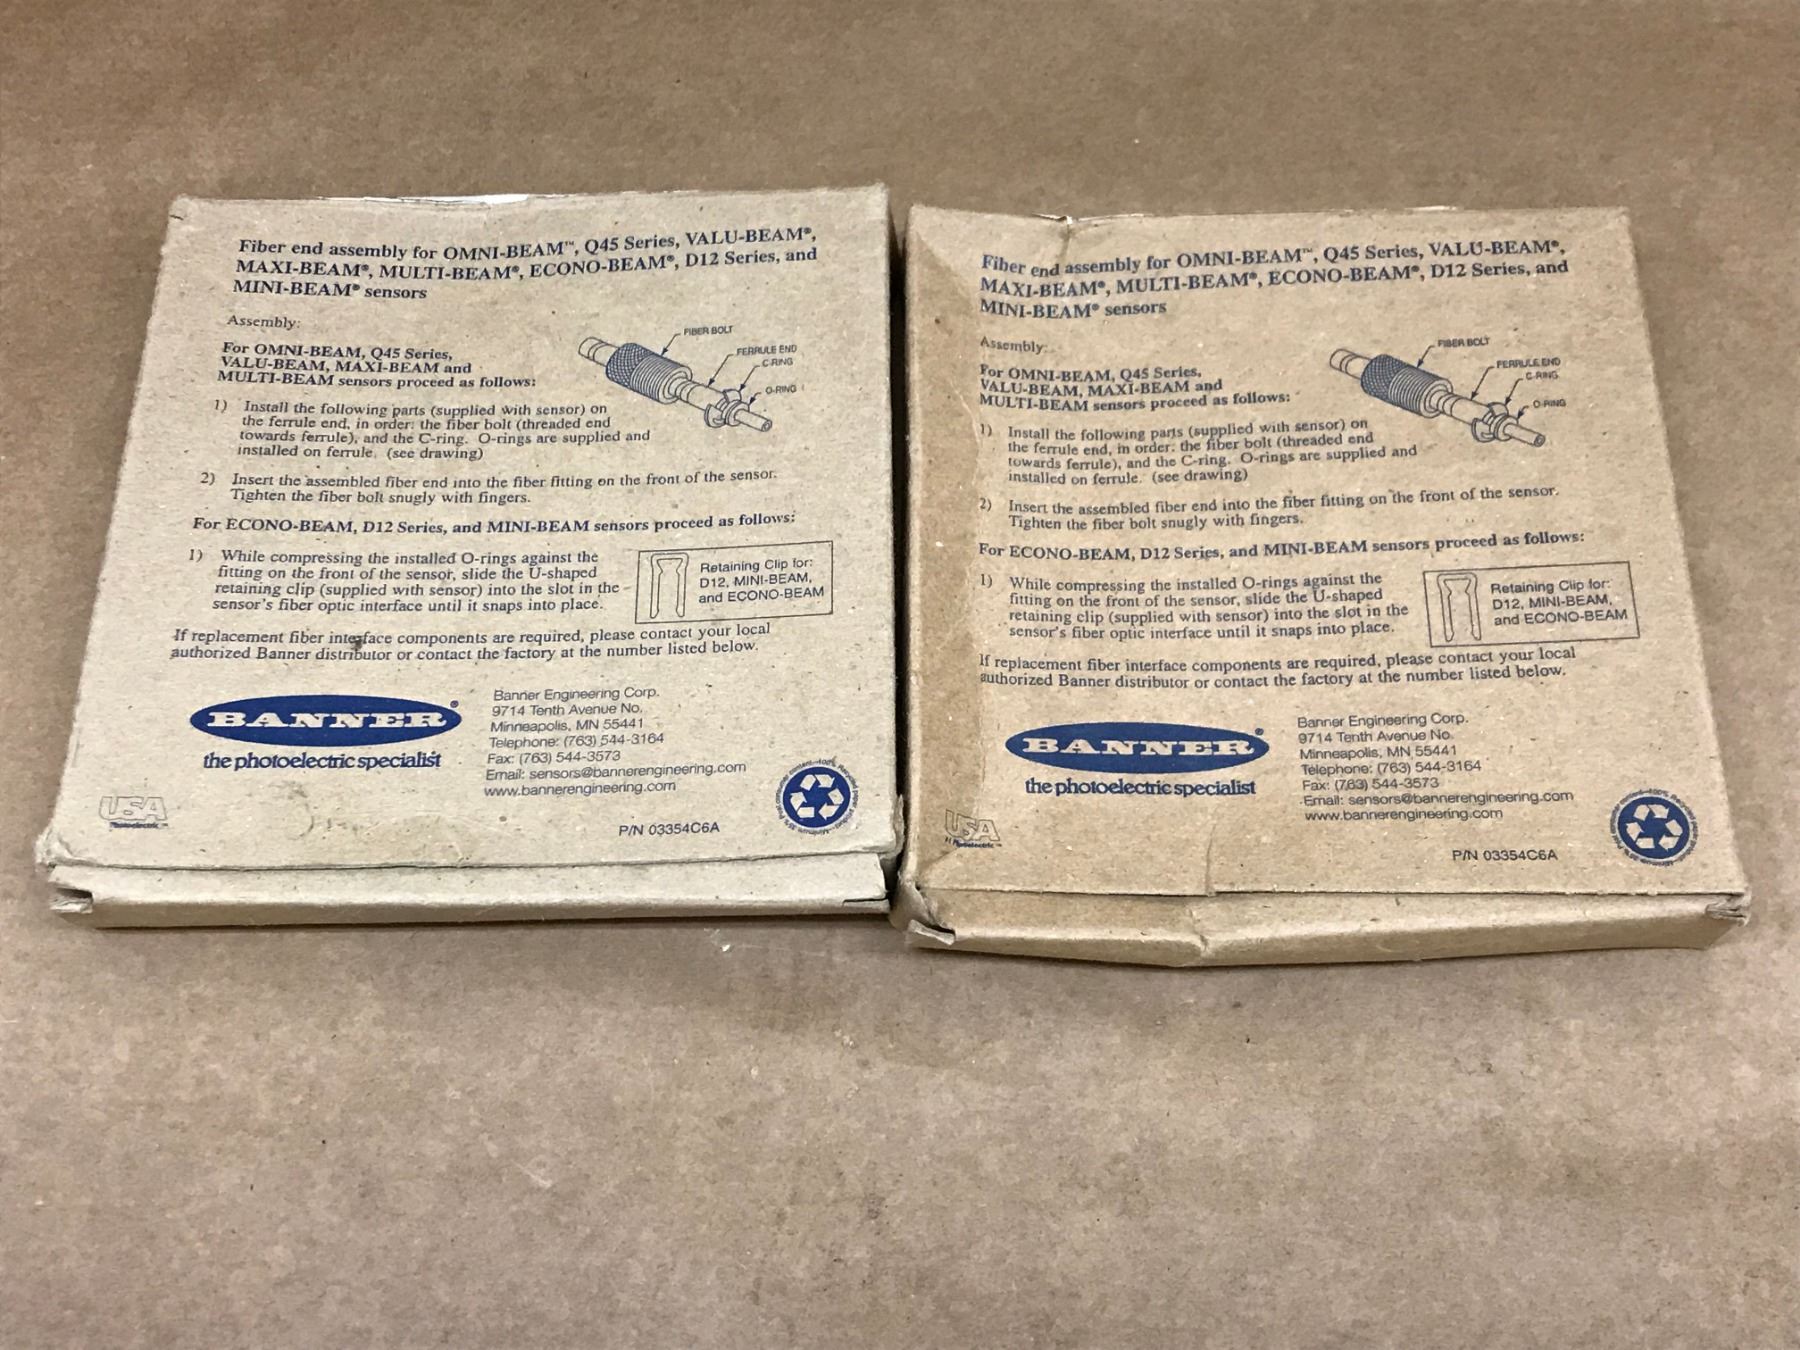 Fiber end assembly for OMNI-BEAM™, Q45 Series, VALU-BEAM®,
MAXI-BEAM®, MULTI-BEAM®, ECONO-BEAM®, D12 Series, and
MINI-BEAM® sensors
Assembly:
For OMNI-BEAM, Q45 Series,
VALU-BEAM, MAXI-BEAM and
MULTI-BEAM sensors proceed as follows:
FIBER BOLT
FERRULE END
C-RING
O-RING
1) Install the following parts (supplied with sensor) on
the ferrule end, in order: the fiber bolt (threaded end
towards ferrule), and the C-ring. O-rings are supplied and
installed on ferrule. (see drawing)
2) Insert the assembled fiber end into the fiber fitting on the front of the sensor.
Tighten the fiber bolt snugly with fingers.
For ECONO-BEAM, D12 Series, and MINI-BEAM sensors proceed as follows:
1) While compressing the installed O-rings against the
fitting on the front of the sensor, slide the U-shaped
retaining clip (supplied with sensor) into the slot in the
sensor's fiber optic interface until it snaps into place.
Retaining Clip for:
D12, MINI-BEAM,
and ECONO-BEAM
If replacement fiber interface components are required, please contact your local
authorized Banner distributor or contact the factory at the number listed below.
BANNER®
the photoelectric specialist
Banner Engineering Corp.
9714 Tenth Avenue No.
Minneapolis, MN 55441
Telephone: (763) 544-3164
Fax: (763) 544-3573
Email: sensors@bannerengineering.com
www.bannerengineering.com
USA
Photoelectric™
P/N 03354C6A
Fiber end assembly for OMNI-BEAM™, Q45 Series, VALU-BEAM®,
MAXI-BEAM®, MULTI-BEAM®, ECONO-BEAM®, D12 Series, and
MINI-BEAM® sensors
Assembly:
For OMNI-BEAM, Q45 Series,
VALU-BEAM, MAXI-BEAM and
MULTI-BEAM sensors proceed as follows:
FIBER BOLT
FERRULE END
C-RING
O-RING
1) Install the following parts (supplied with sensor) on
the ferrule end, in order: the fiber bolt (threaded end
towards ferrule), and the C-ring. O-rings are supplied and
installed on ferrule. (see drawing)
2) Insert the assembled fiber end into the fiber fitting on the front of the sensor.
Tighten the fiber bolt snugly with fingers.
For ECONO-BEAM, D12 Series, and MINI-BEAM sensors proceed as follows:
1) While compressing the installed O-rings against the
fitting on the front of the sensor, slide the U-shaped
retaining clip (supplied with sensor) into the slot in the
sensor's fiber optic interface until it snaps into place.
Retaining Clip for:
D12, MINI-BEAM,
and ECONO-BEAM
If replacement fiber interface components are required, please contact your local
authorized Banner distributor or contact the factory at the number listed below.
BANNER®
the photoelectric specialist
Banner Engineering Corp.
9714 Tenth Avenue No.
Minneapolis, MN 55441
Telephone: (763) 544-3164
Fax: (763) 544-3573
Email: sensors@bannerengineering.com
www.bannerengineering.com
USA
Photoelectric™
P/N 03354C6A